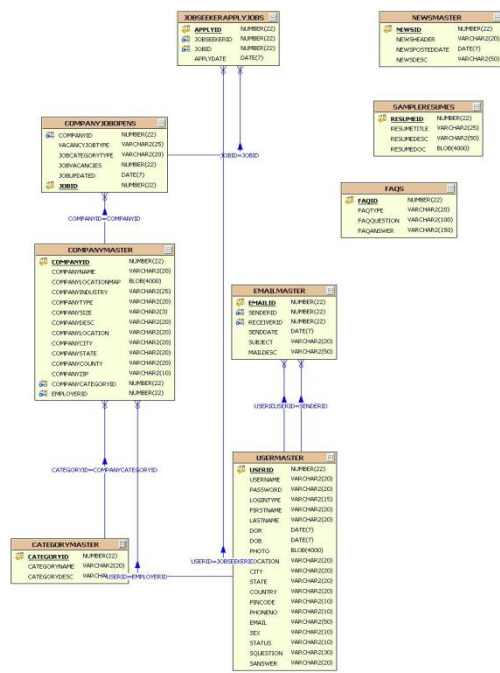 JOBSEEKERAPPLYJOBS
APPLYID NUMBER(22)
JOBSEEKERID NUMBER(22)
JOBID NUMBER(22)
APPLYDATE DATE(7)
NEWSMASTER
NEWSID NUMBER(22)
NEWSHEADER VARCHAR2(20)
NEWSPOSTEDDATE DATE(7)
NEWSDESC VARCHAR2(50)
SAMPLERESUMES
RESUMEID NUMBER(22)
RESUMETITLE VARCHAR2(25)
RESUMEDESC VARCHAR2(50)
RESUMEDOC BLOB(4000)
COMPANYJOBOPENS
COMPANYID NUMBER(22)
VACANCYJOBTYPE VARCHAR2(25)
JOBCATEGORYTYPE VARCHAR2(20)
JOBVACANCIES NUMBER(22)
JOBUPDATED DATE(7)
JOBID NUMBER(22)
JOBID=JOBID
FAQS
FAQID NUMBER(22)
FAQTYPE VARCHAR2(20)
FAQQUESTION VARCHAR2(100)
FAQANSWER VARCHAR2(150)
COMPANYID=COMPANYID
COMPANYMASTER
COMPANYID NUMBER(22)
COMPANYNAME VARCHAR2(20)
COMPANYLOCATIONMAP BLOB(4000)
COMPANYINDUSTRY VARCHAR2(25)
COMPANYTYPE VARCHAR2(20)
COMPANYSIZE VARCHAR2(3)
COMPANYDESC VARCHAR2(20)
COMPANYLOCATION VARCHAR2(20)
COMPANYCITY VARCHAR2(20)
COMPANYSTATE VARCHAR2(20)
COMPANYCOUNTY VARCHAR2(20)
COMPANYZIP VARCHAR2(10)
COMPANYCATEGORYID NUMBER(22)
EMPLOYERID NUMBER(22)
EMAILMASTER
EMAILID NUMBER(22)
SENDERID NUMBER(22)
RECEIVERID NUMBER(22)
SENDDATE DATE(7)
SUBJECT VARCHAR2(20)
MAILDESC VARCHAR2(50)
USERIDUSERID=SENDERID
CATEGORYID=COMPANYCATEGORYID
USERMASTER
USERID NUMBER(22)
USERNAME VARCHAR2(20)
PASSWORD VARCHAR2(20)
LOGINTYPE VARCHAR2(15)
FIRSTNAME VARCHAR2(20)
LASTNAME VARCHAR2(20)
DOR DATE(7)
DOB DATE(7)
PHOTO BLOB(4000)
USERID=JOBSEEKERIDOCATION VARCHAR2(20)
CITY VARCHAR2(20)
STATE VARCHAR2(20)
COUNTRY VARCHAR2(20)
PINCODE VARCHAR2(10)
PHONENO VARCHAR2(10)
EMAIL VARCHAR2(50)
SEX VARCHAR2(10)
STATUS VARCHAR2(10)
SQUESTION VARCHAR2(30)
SANSWER VARCHAR2(20)
CATEGORYMASTER
CATEGORYID NUMBER(22)
CATEGORYNAME VARCHAR2(20)
CATEGORYDESC VARCHA
USERID=EMPLOYERID